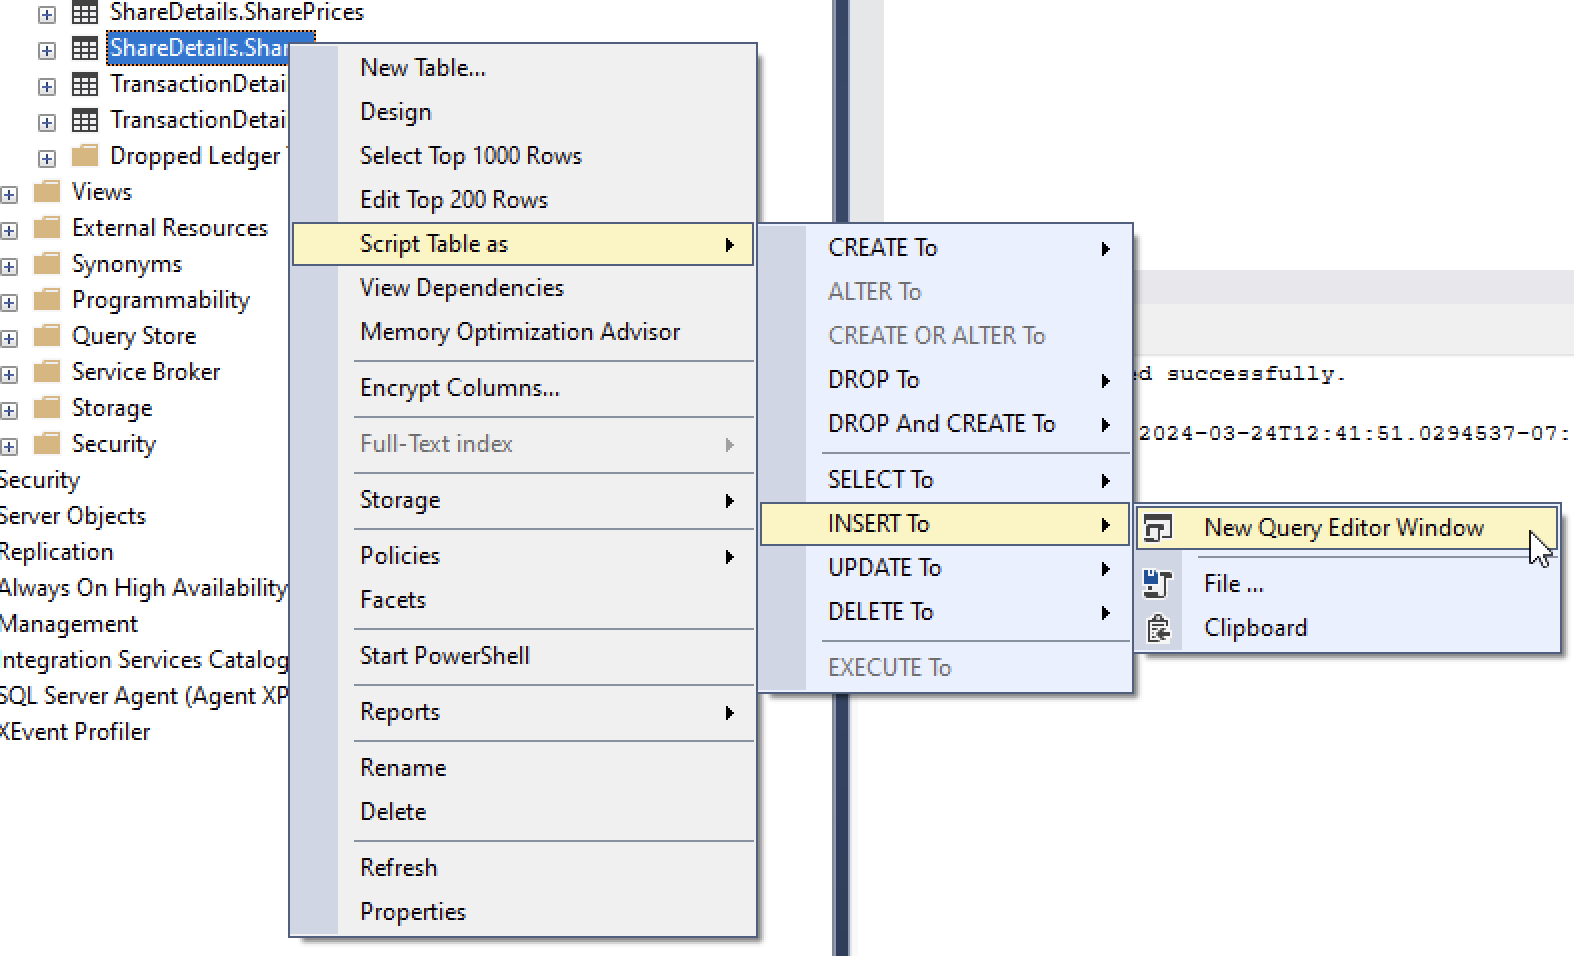 ShareDetails.SharePrices
ShareDetails.Shar
TransactionDetai
TransactionDetai
Dropped Ledger
Views
External Resources
Synonyms
Programmability
Query Store
Service Broker
Storage
Security
Security
Server Objects
Replication
Always On High Availability
Management
Integration Services Catalog
SQL Server Agent (Agent XP
XEvent Profiler
New Table...
Design
Select Top 1000 Rows
Edit Top 200 Rows
Script Table as
View Dependencies
Memory Optimization Advisor
Encrypt Columns...
Full-Text index
Storage
Policies
Facets
Start PowerShell
Reports
Rename
Delete
Refresh
Properties
CREATE To
ALTER To
CREATE OR ALTER To
DROP To
DROP And CREATE To
SELECT To
INSERT To
UPDATE To
DELETE To
EXECUTE To
New Query Editor Window
File ...
Clipboard
ed successfully.
2024-03-24T12:41:51.0294537-07: